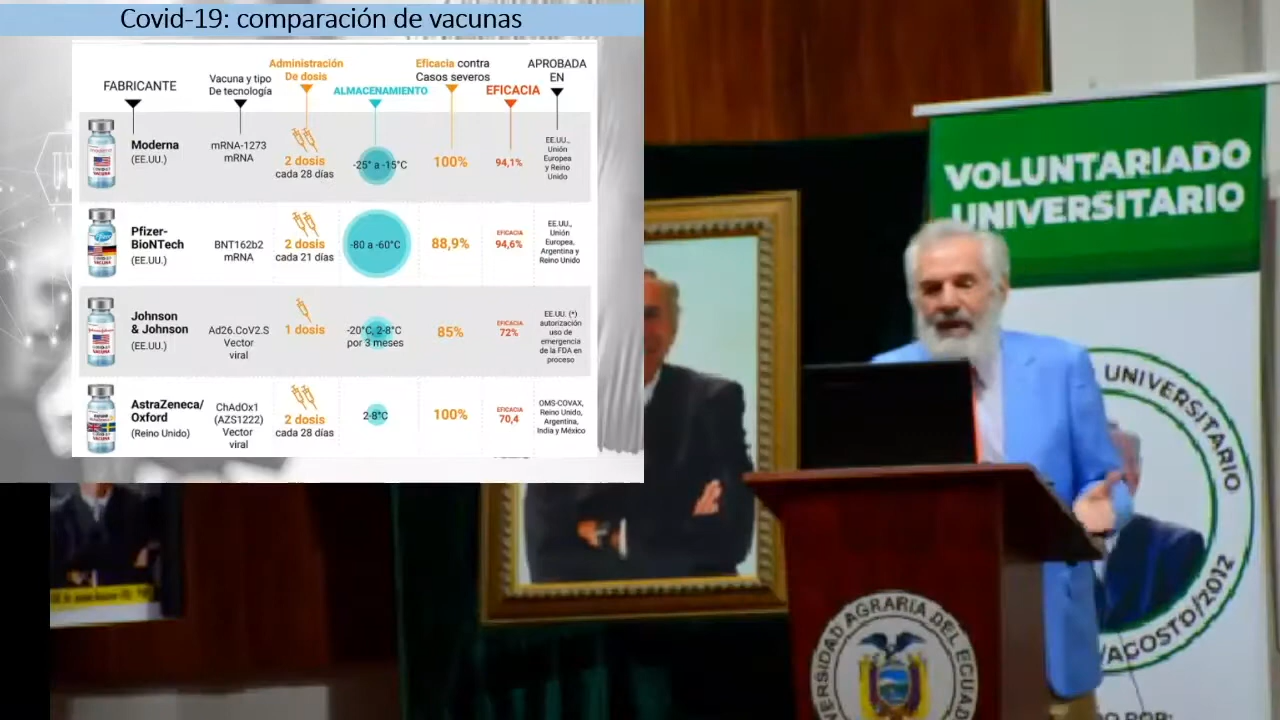 Covid-19: comparación de vacunas
FABRICANTE
Vacuna y tipo
De tecnología
Administración
De dosis
ALMACENAMIENTO
Eficacia contra
Casos severos
EFICACIA
APROBADA
EN
Moderna
(EE.UU.)
mRNA-1273
mRNA
2 dosis
cada 28 días
-25° a -15°C
100%
94,1%
EE.UU.,
Unión
Europea
y Reino
Unido
Pfizer-
BioNTech
(EE.UU.)
BNT162b2
mRNA
2 dosis
cada 21 días
-80 a -60°C
88,9%
EFICACIA
94,6%
EE.UU.,
Unión
Europea,
Argentina y
Reino Unido
Johnson
& Johnson
(EE.UU.)
Ad26.CoV2.S
Vector
viral
1 dosis
-20°C, 2-8°C
por 3 meses
85%
EFICACIA
72%
EE.UU. (*)
autorización
uso de
emergencia
de la FDA en
proceso
AstraZeneca/
Oxford
(Reino Unido)
ChAdOx1
(AZS1222)
Vector
viral
2 dosis
cada 28 días
2-8°C
100%
EFICACIA
70,4
OMS-COVAX,
Reino Unido,
Argentina,
India y México
VOLUNTARIADO
UNIVERSITARIO
UNIVERSITARIO
/AGOSTO/2012
O POR:
VERSIDAD AGRARIA DEL ECUAD